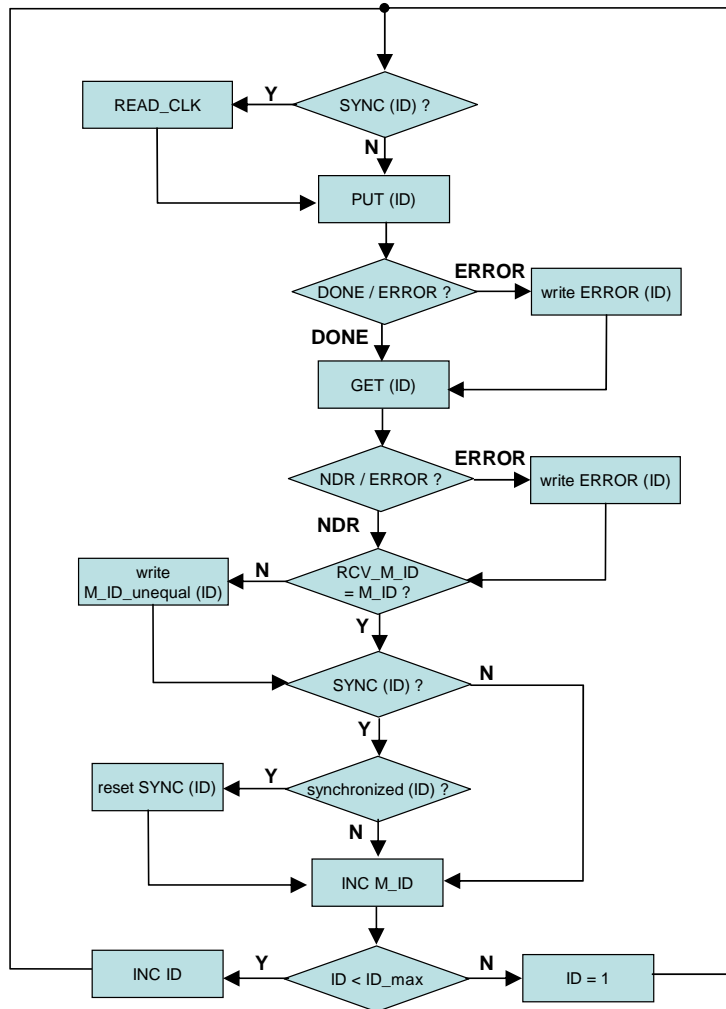 Y
SYNC (ID) ?
READ_CLK
N
PUT (ID)
ERROR
DONE / ERROR ?
write ERROR (ID)
DONE
GET (ID)
ERROR
NDR / ERROR ?
write ERROR (ID)
NDR
write
M_ID_unequal (ID)
N
RCV_M_ID
= M_ID ?
Y
SYNC (ID) ?
N
Y
reset SYNC (ID)
Y
synchronized (ID) ?
N
INC M_ID
INC ID
Y
ID < ID_max
N
ID = 1